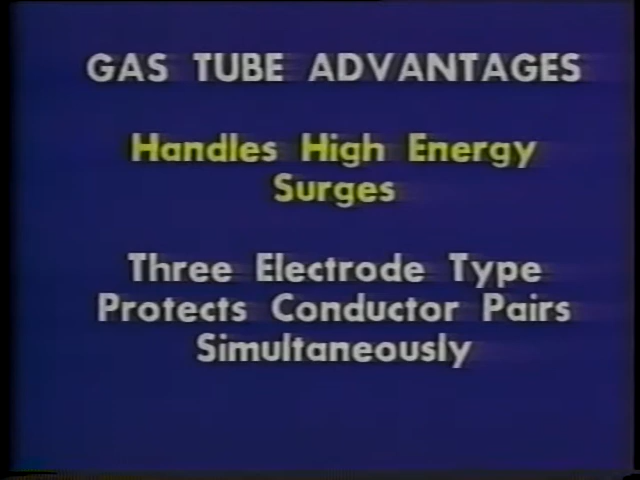 GAS TUBE ADVANTAGES
Handles High Energy
Surges
Three Electrode Type
Protects Conductor Pairs
Simultaneously